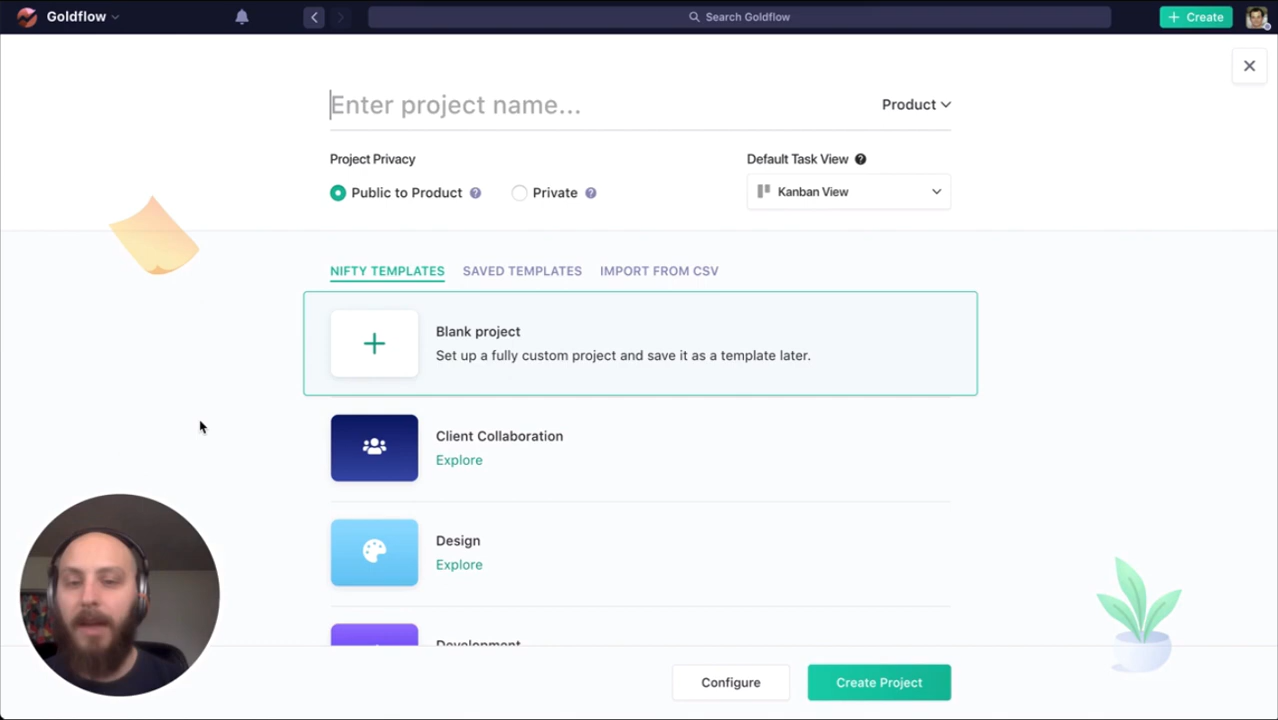 Goldflow
Search Goldflow
Create
Enter project name...
Product
Project Privacy
Default Task View
Public to Product
Private
Kanban View
NIFTY TEMPLATES
SAVED TEMPLATES
IMPORT FROM CSV
Blank project
Set up a fully custom project and save it as a template later.
Client Collaboration
Explore
Design
Explore
Development
Configure
Create Project